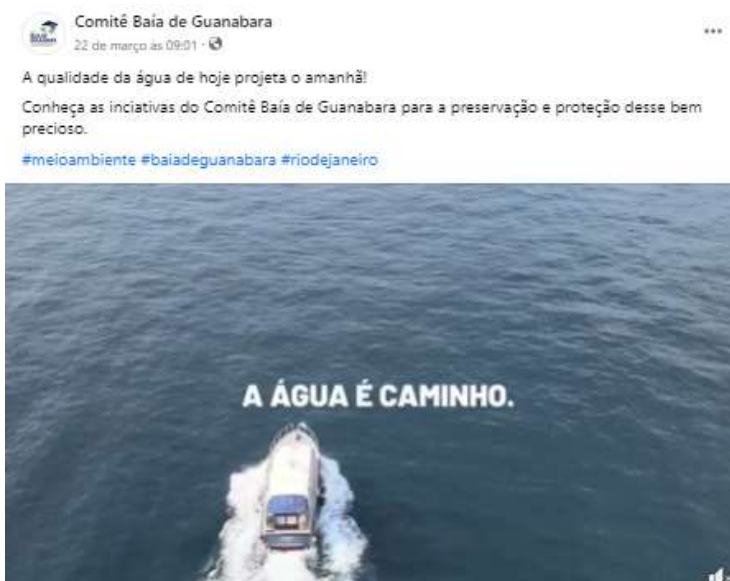 Comitê Baía de Guanabara
22 de março às 09:01 ·
A qualidade da água de hoje projeta o amanhã!
Conheça as inciativas do Comitê Baía de Guanabara para a preservação e proteção desse bem
precioso.
#meioambiente #baiadeguanabara #riodejaneiro
A ÁGUA É CAMINHO.